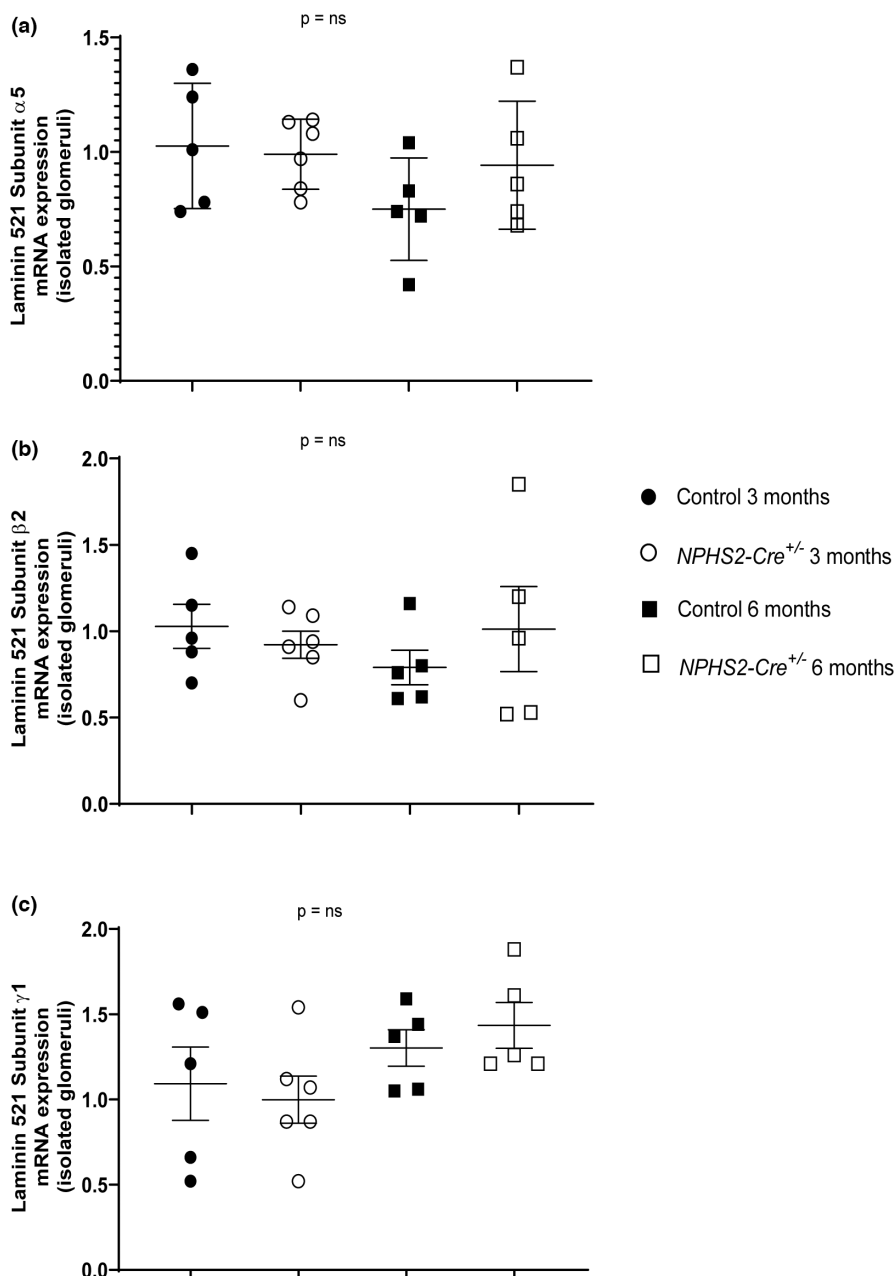 (a)
p = ns
Laminin 521 Subunit α5
mRNA expression
(isolated glomeruli)
1.5
1.0
0.5
0.0
(b)
p = ns
Laminin 521 Subunit β2
mRNA expression
(isolated glomeruli)
2.0
1.5
1.0
0.5
0.0
Control 3 months
NPHS2-Cre+/- 3 months
Control 6 months
NPHS2-Cre+/- 6 months
(c)
p = ns
Laminin 521 Subunit γ1
mRNA expression
(isolated glomeruli)
2.0
1.5
1.0
0.5
0.0